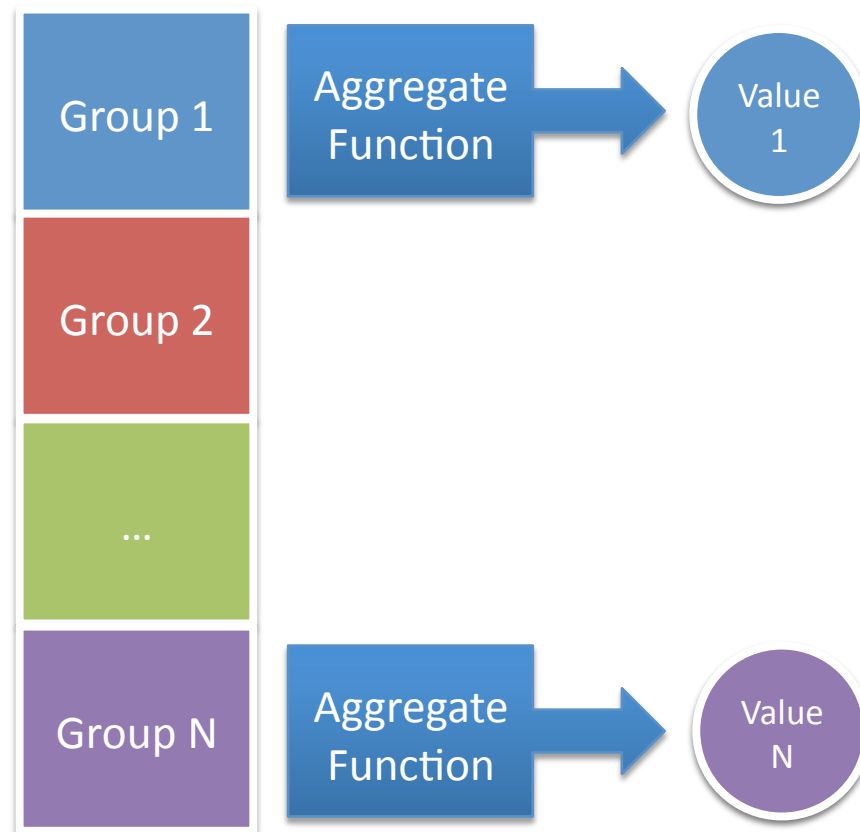 Group 1
Aggregate
Function
Value
1
Group 2
...
Group N
Aggregate
Function
Value
N